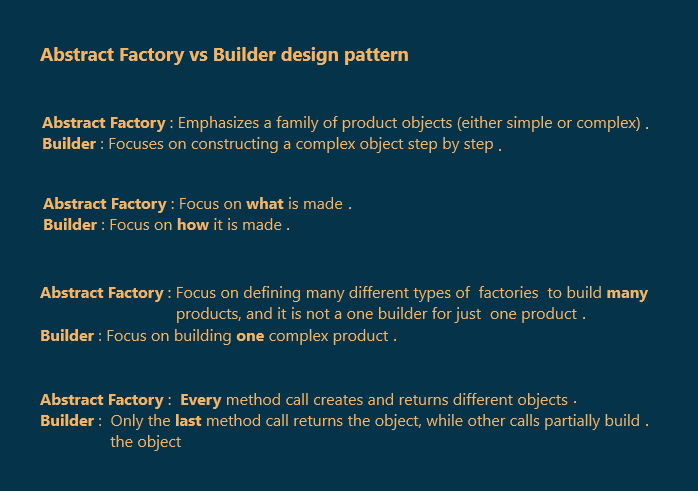 Abstract Factory vs Builder design pattern
Abstract Factory : Emphasizes a family of product objects (either simple or complex) .
Builder : Focuses on constructing a complex object step by step .
Abstract Factory : Focus on what is made .
Builder : Focus on how it is made .
Abstract Factory : Focus on defining many different types of factories to build many
products, and it is not a one builder for just one product .
Builder : Focus on building one complex product .
Abstract Factory : Every method call creates and returns different objects .
Builder : Only the last method call returns the object, while other calls partially build .
the object